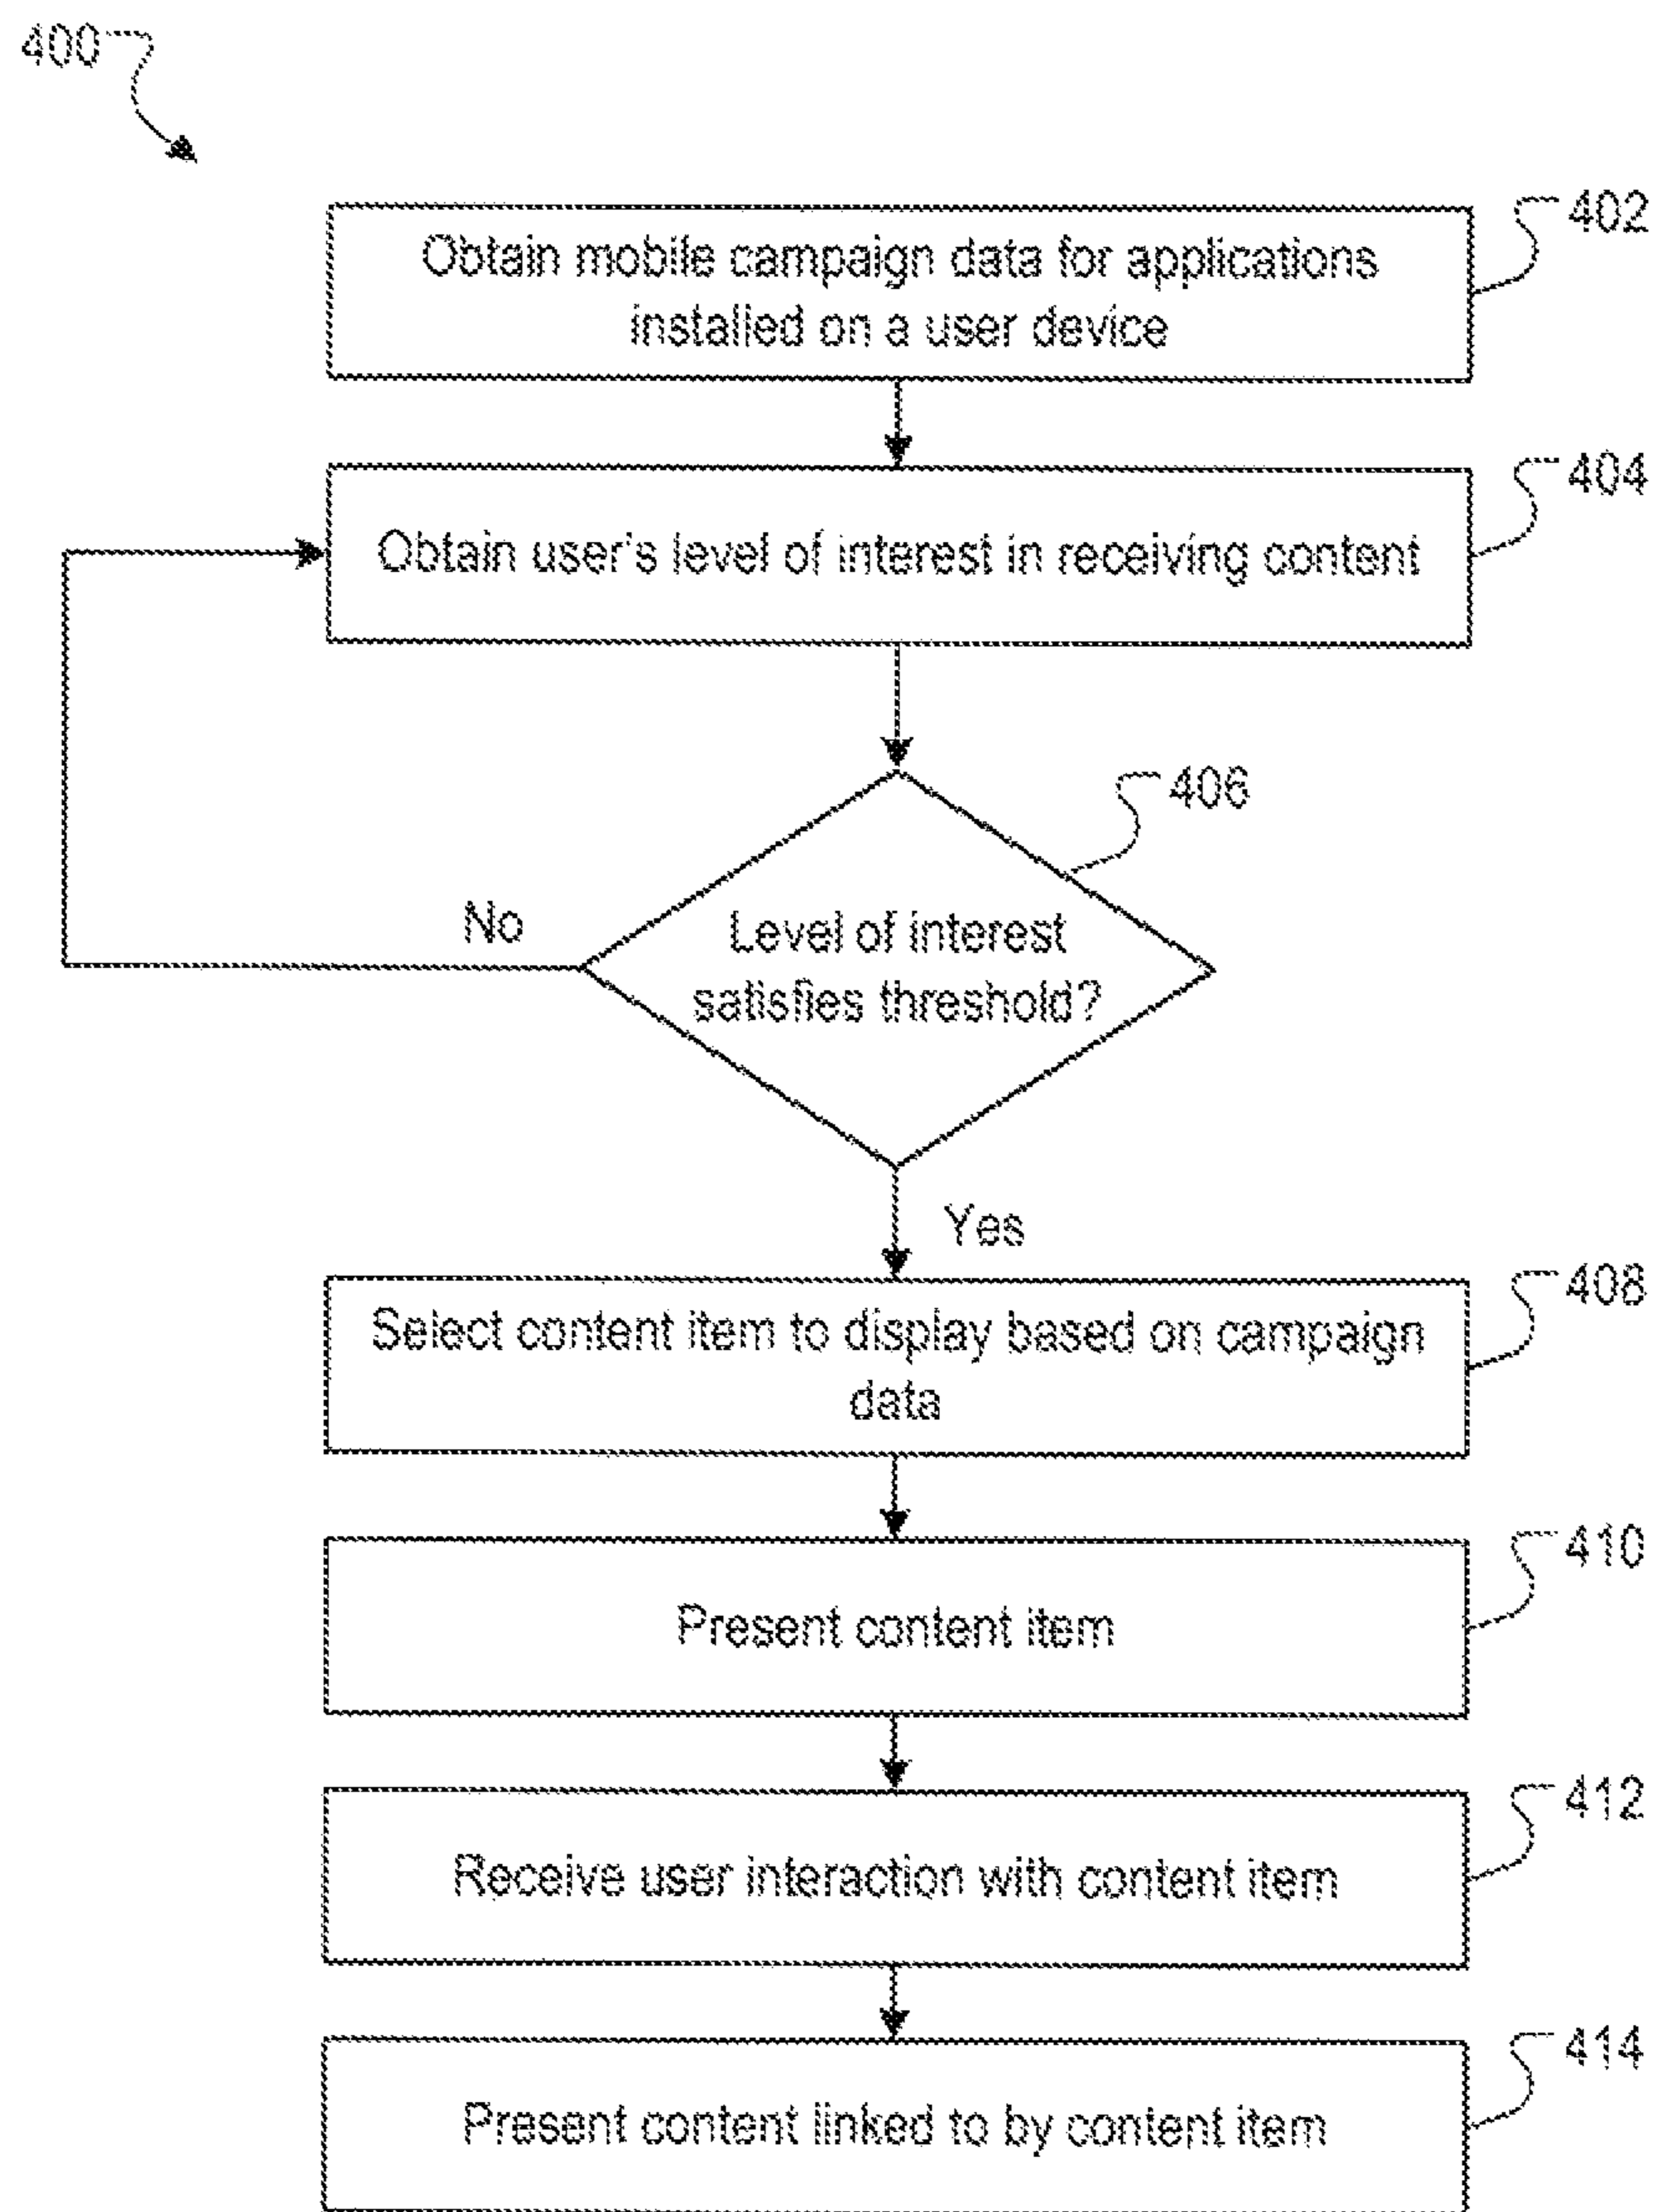 400
402
Obtain mobile campaign data for applications
installed on a user device
404
Obtain user's level of interest in receiving content
406
No
Level of interest
satisfies threshold?
Yes
408
Select content item to display based on campaign
data
410
Present content item
412
Receive user interaction with content item
414
Present content linked to by content item